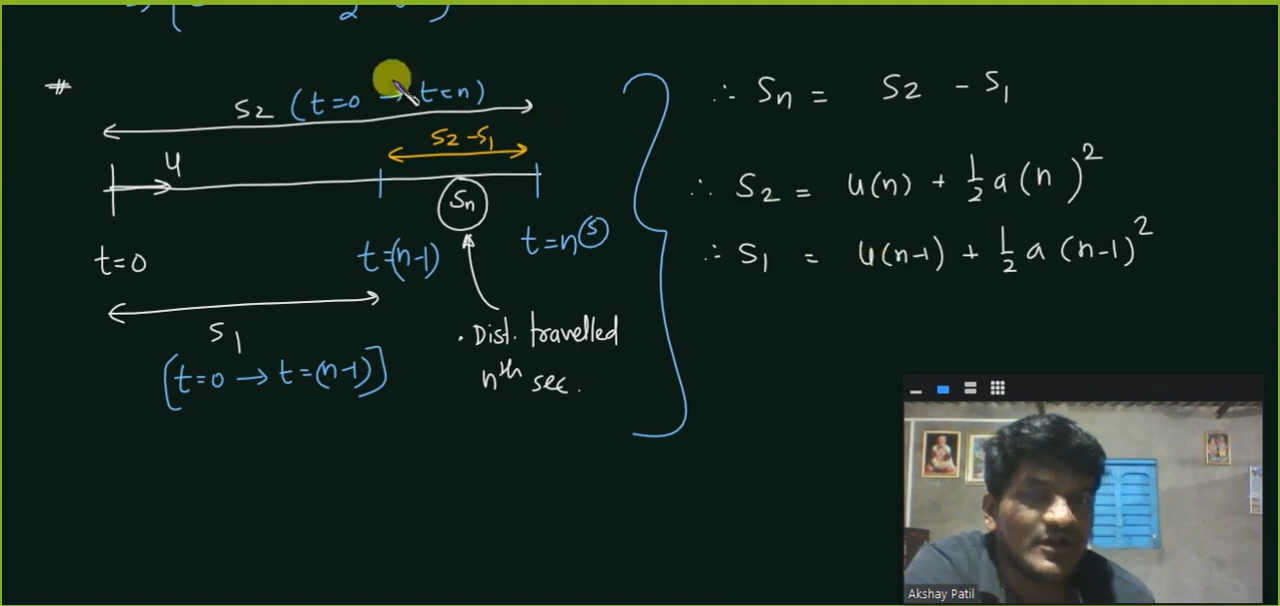 #
S2 (t=0 → t=n)
S2 - S1
u
Sn
t=0
t=(n-1)
t=n(s)
S1
[t=0 → t=(n-1)]
. Dist. travelled
nth sec.
∴ Sn = S2 - S1
∴ S2 = u(n) + 1/2 a (n)²
∴ S1 = u(n-1) + 1/2 a (n-1)²
Akshay Patil